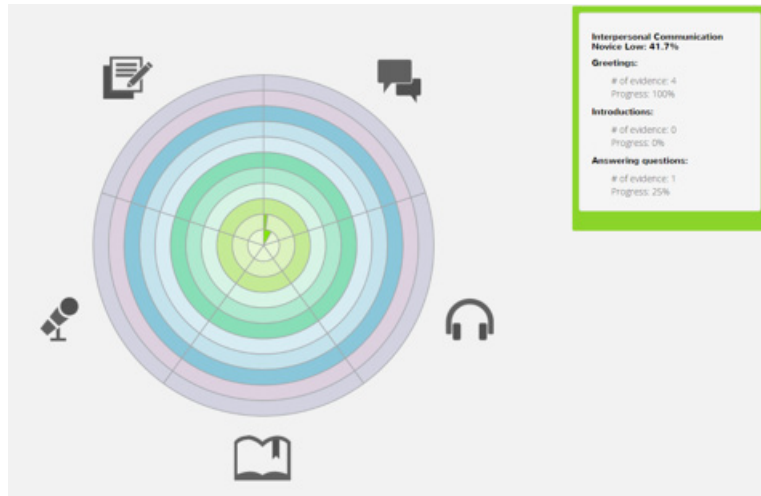 Interpersonal Communication
Novice Low: 41.7%
Greetings:
# of evidence: 4
Progress: 100%
Introductions:
# of evidence: 0
Progress: 0%
Answering questions:
# of evidence: 1
Progress: 25%